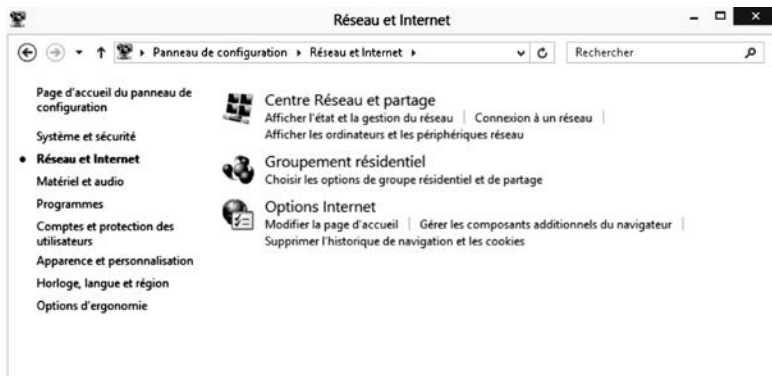 Réseau et Internet
Panneau de configuration Réseau et Internet
Rechercher
Page d'accueil du panneau de
configuration
Système et sécurité
Réseau et Internet
Matériel et audio
Programmes
Comptes et protection des
utilisateurs
Apparence et personnalisation
Horloge, langue et région
Options d'ergonomie
Centre Réseau et partage
Afficher l'état et la gestion du réseau | Connexion à un réseau |
Afficher les ordinateurs et les périphériques réseau
Groupement résidentiel
Choisir les options de groupe résidentiel et de partage
Options Internet
Modifier la page d'accueil | Gérer les composants additionnels du navigateur |
Supprimer l'historique de navigation et les cookies